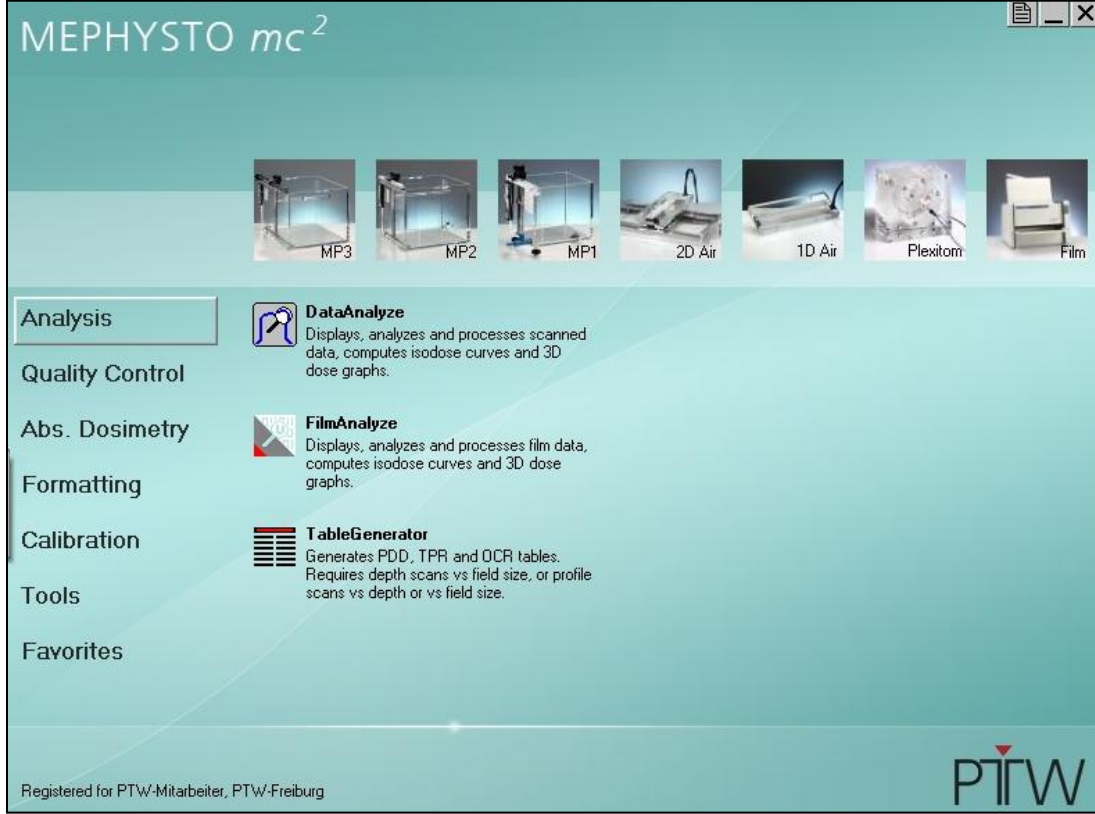 MEPHYSTO mc²
MP3
MP2
MP1
2D Air
1D Air
Plexitom
Film
Analysis
Quality Control
Abs. Dosimetry
Formatting
Calibration
Tools
Favorites
DataAnalyze
Displays, analyzes and processes scanned
data, computes isodose curves and 3D
dose graphs.
FilmAnalyze
Displays, analyzes and processes film data,
computes isodose curves and 3D dose
graphs.
TableGenerator
Generates PDD, TPR and OCR tables.
Requires depth scans vs field size, or profile
scans vs depth or vs field size.
Registered for PTW-Mitarbeiter, PTW-Freiburg
PTW